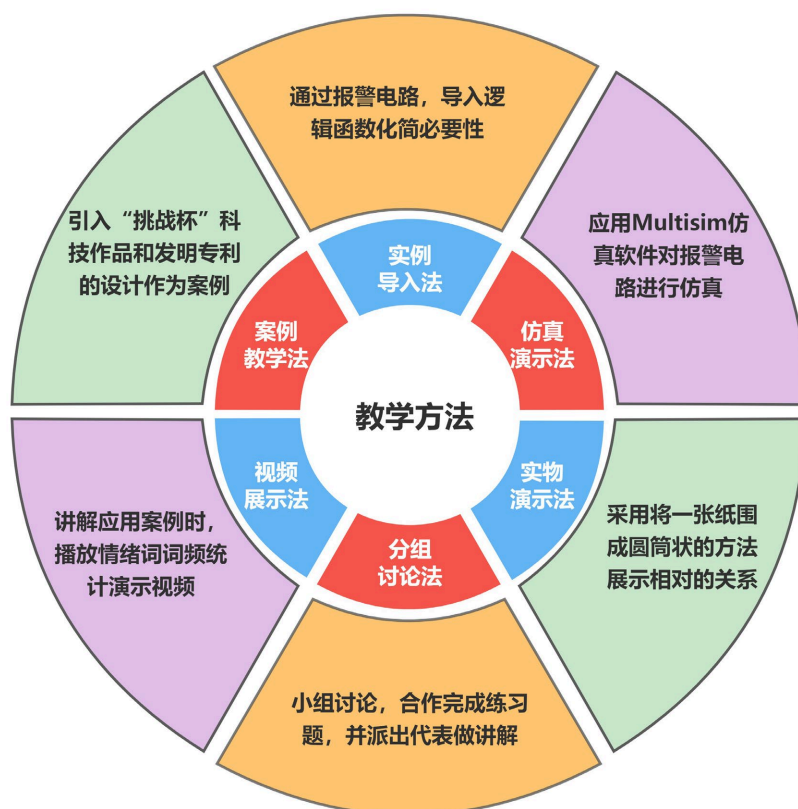 通过报警电路，导入逻
辑函数化简必要性
应用Multisim仿
真软件对报警电
路进行仿真
采用将一张纸围
成圆筒状的方法
展示相对的关系
小组讨论，合作完成练习
题，并派出代表做讲解
讲解应用案例时，
播放情绪词词频统
计演示视频
引入“挑战杯”科
技作品和发明专利
的设计作为案例
实例
导入法
仿真
演示法
实物
演示法
分组
讨论法
视频
展示法
案例
教学法
教学方法